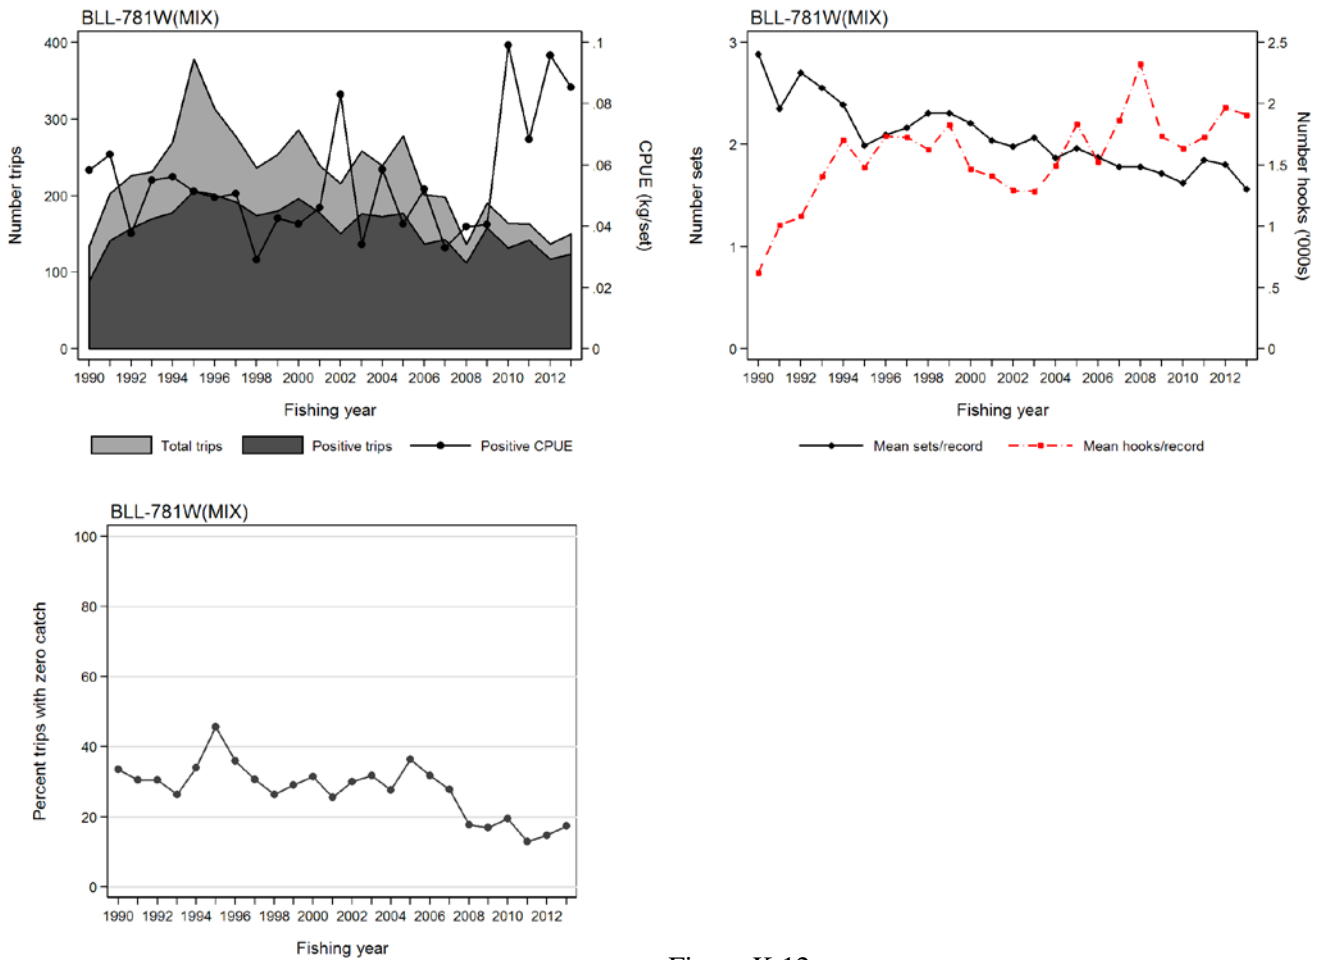 BLL-781W(MIX)
400
300
200
100
0
Number trips
.1
.08
.06
.04
.02
0
CPUE (kg/set)
1990 1992 1994 1996 1998 2000 2002 2004 2006 2008 2010 2012
Fishing year
Total trips Positive trips Positive CPUE
BLL-781W(MIX)
3
2
1
0
Number sets
2.5
2
1.5
1
.5
0
Number hooks ('000s)
1990 1992 1994 1996 1998 2000 2002 2004 2006 2008 2010 2012
Fishing year
Mean sets/record Mean hooks/record
BLL-781W(MIX)
100
80
60
40
20
0
Percent trips with zero catch
1990 1992 1994 1996 1998 2000 2002 2004 2006 2008 2010 2012
Fishing year